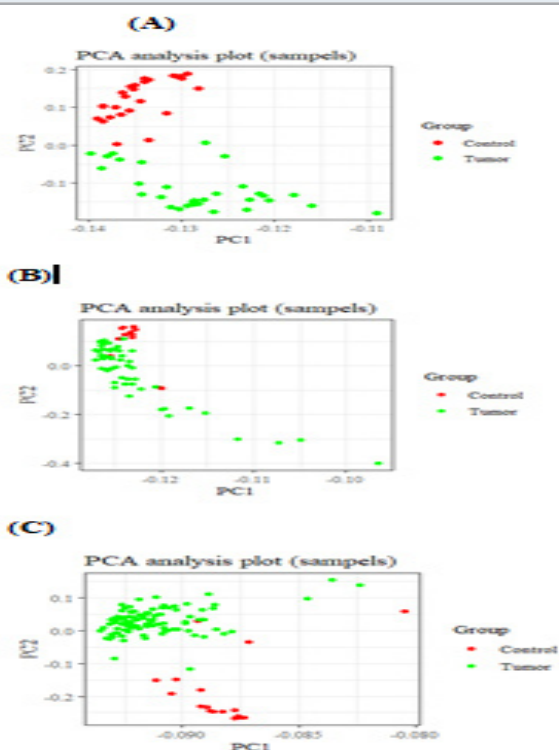 (A)
PCA analysis plot (sampels)
0.2
0.1
0.0
-0.1
PC2
-0.14 -0.13 -0.12 -0.11
PC1
Group
Control
Tumor
(B)
PCA analysis plot (sampels)
0.0
-0.2
-0.4
PC2
-0.12 -0.11 -0.10
PC1
Group
Control
Tumor
(C)
PCA analysis plot (sampels)
0.1
0.0
-0.1
-0.2
PC2
-0.090 -0.085 -0.080
PC1
Group
Control
Tumor